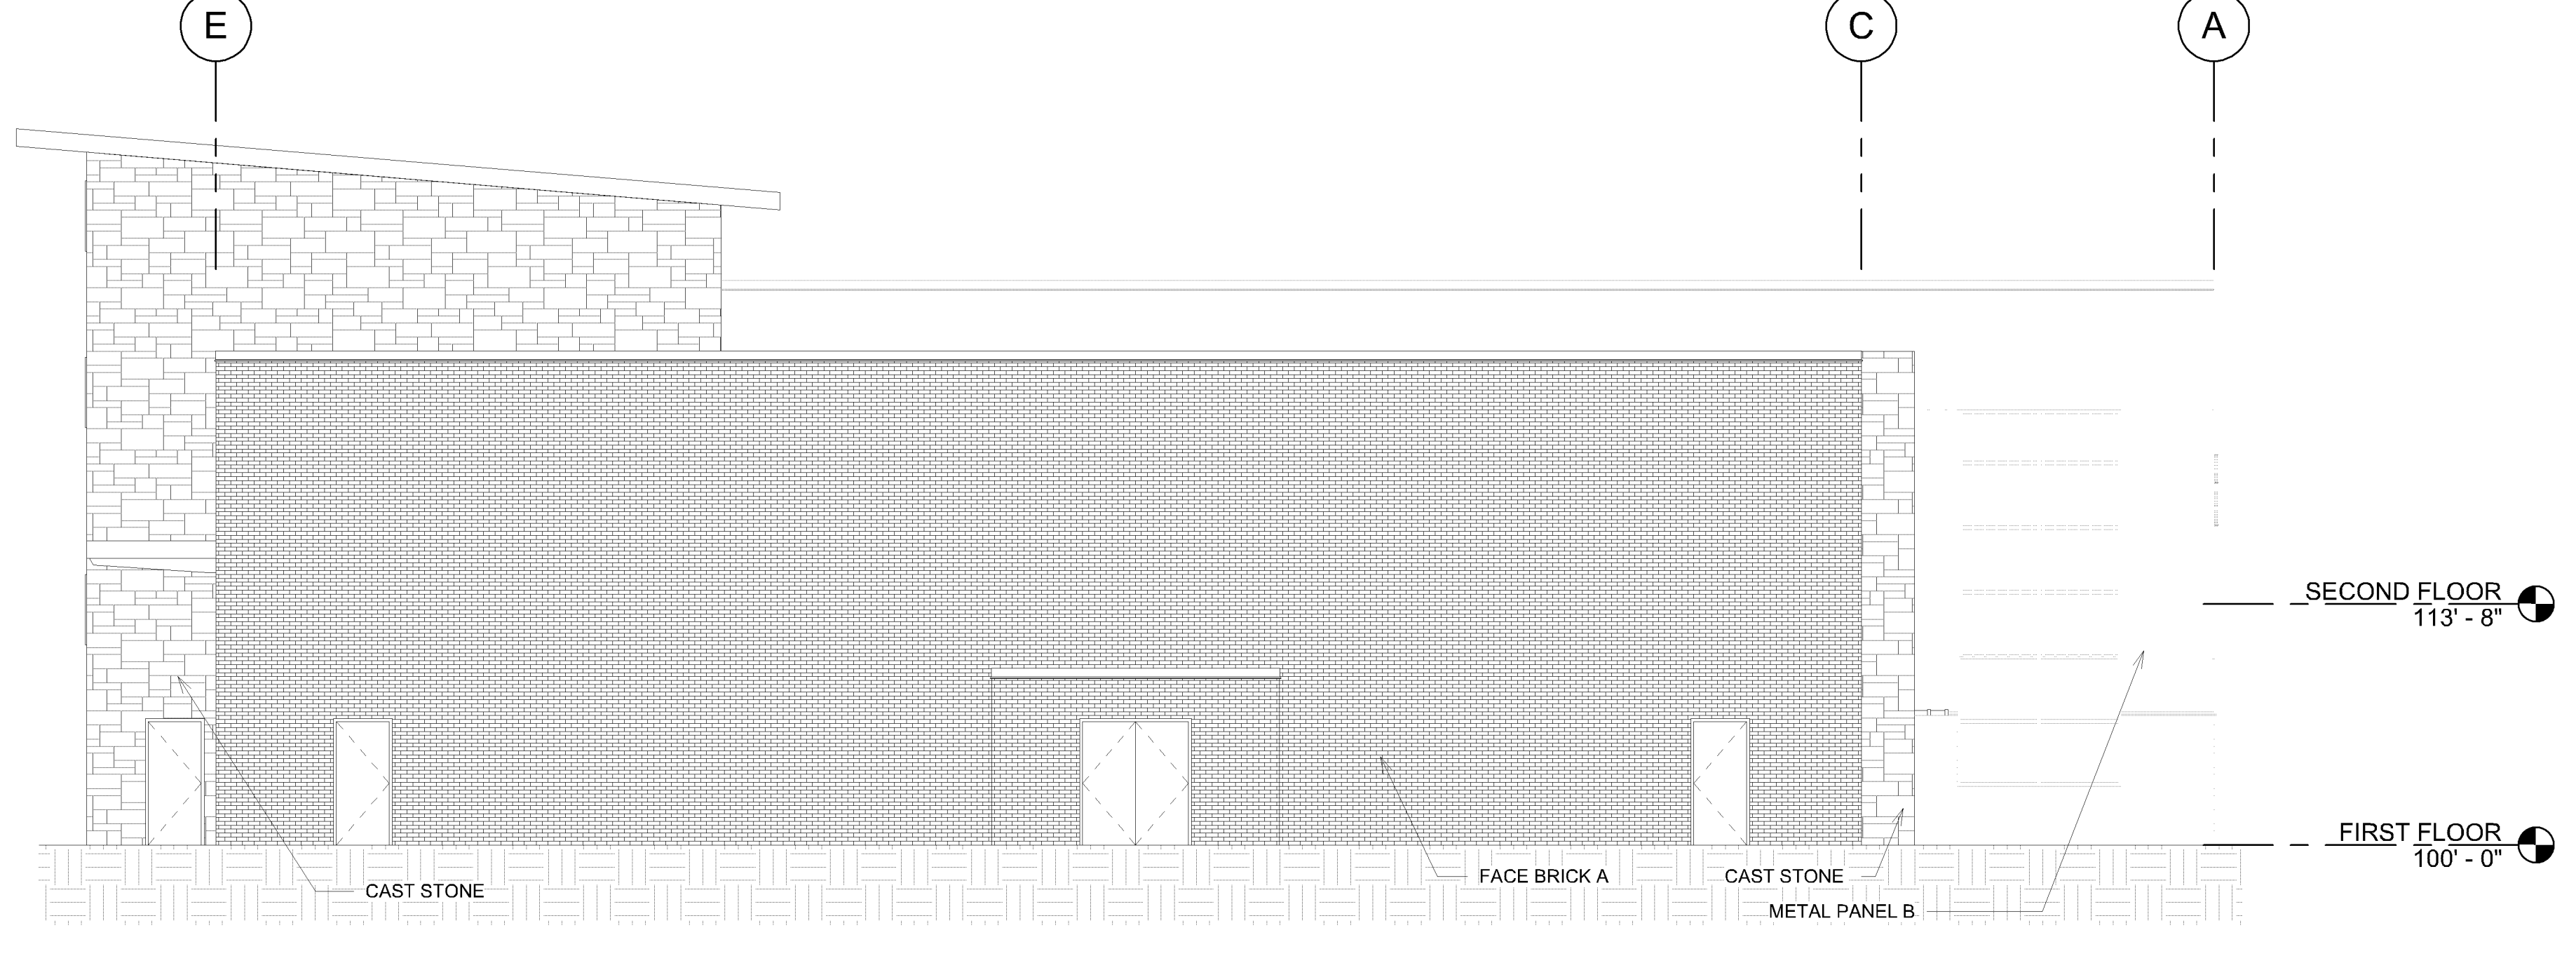 E
C
A
SECOND FLOOR
113' - 8"
FIRST FLOOR
100' - 0"
FACE BRICK A
CAST STONE
CAST STONE
METAL PANEL B